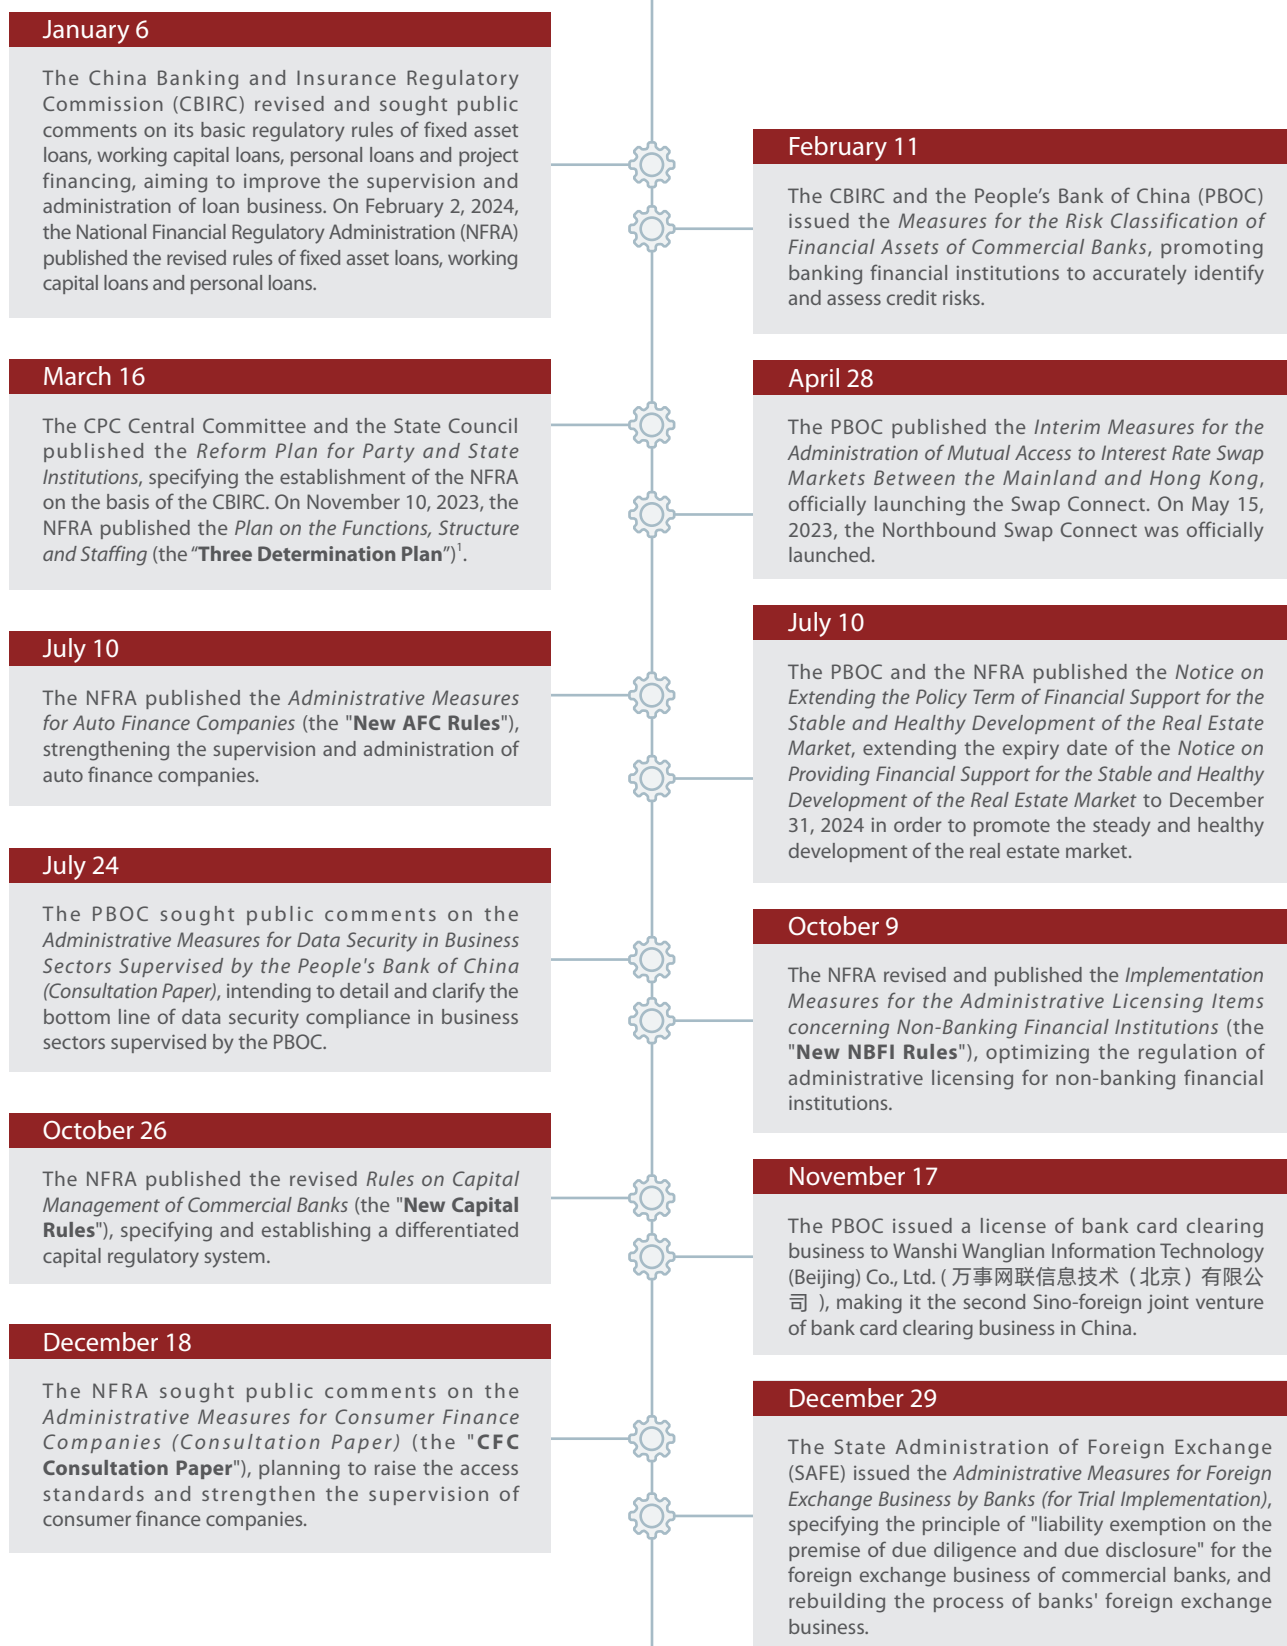 January 6
The China Banking and Insurance Regulatory
Commission (CBIRC) revised and sought public
comments on its basic regulatory rules of fixed asset
loans, working capital loans, personal loans and project
financing, aiming to improve the supervision and
administration of loan business. On February 2, 2024,
the National Financial Regulatory Administration (NFRA)
published the revised rules of fixed asset loans, working
capital loans and personal loans.
February 11
The CBIRC and the People’s Bank of China (PBOC)
issued the Measures for the Risk Classification of
Financial Assets of Commercial Banks, promoting
banking financial institutions to accurately identify
and assess credit risks.
March 16
The CPC Central Committee and the State Council
published the Reform Plan for Party and State
Institutions, specifying the establishment of the NFRA
on the basis of the CBIRC. On November 10, 2023, the
NFRA published the Plan on the Functions, Structure
and Staffing (the “Three Determination Plan”)1.
April 28
The PBOC published the Interim Measures for the
Administration of Mutual Access to Interest Rate Swap
Markets Between the Mainland and Hong Kong,
officially launching the Swap Connect. On May 15,
2023, the Northbound Swap Connect was officially
launched.
July 10
The NFRA published the Administrative Measures
for Auto Finance Companies (the "New AFC Rules"),
strengthening the supervision and administration of
auto finance companies.
July 10
The PBOC and the NFRA published the Notice on
Extending the Policy Term of Financial Support for the
Stable and Healthy Development of the Real Estate
Market, extending the expiry date of the Notice on
Providing Financial Support for the Stable and Healthy
Development of the Real Estate Market to December
31, 2024 in order to promote the steady and healthy
development of the real estate market.
July 24
The PBOC sought public comments on the
Administrative Measures for Data Security in Business
Sectors Supervised by the People's Bank of China
(Consultation Paper), intending to detail and clarify the
bottom line of data security compliance in business
sectors supervised by the PBOC.
October 9
The NFRA revised and published the Implementation
Measures for the Administrative Licensing Items
concerning Non-Banking Financial Institutions (the
"New NBFI Rules"), optimizing the regulation of
administrative licensing for non-banking financial
institutions.
October 26
The NFRA published the revised Rules on Capital
Management of Commercial Banks (the "New Capital
Rules"), specifying and establishing a differentiated
capital regulatory system.
November 17
The PBOC issued a license of bank card clearing
business to Wanshi Wanglian Information Technology
(Beijing) Co., Ltd. ( 万事网联信息技术（北京）有限公
司 ), making it the second Sino-foreign joint venture
of bank card clearing business in China.
December 18
The NFRA sought public comments on the
Administrative Measures for Consumer Finance
Companies (Consultation Paper) (the "CFC
Consultation Paper"), planning to raise the access
standards and strengthen the supervision of
consumer finance companies.
December 29
The State Administration of Foreign Exchange
(SAFE) issued the Administrative Measures for Foreign
Exchange Business by Banks (for Trial Implementation),
specifying the principle of "liability exemption on the
premise of due diligence and due disclosure" for the
foreign exchange business of commercial banks, and
rebuilding the process of banks' foreign exchange
business.